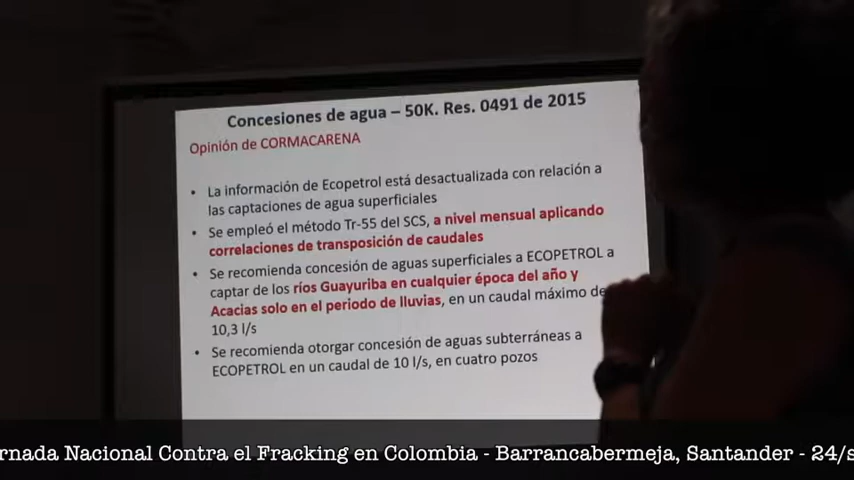 Concesiones de agua – 50K. Res. 0491 de 2015
Opinión de CORMACARENA
• La información de Ecopetrol está desactualizada con relación a
las captaciones de agua superficiales
• Se empleó el método Tr-55 del SCS, a nivel mensual aplicando
correlaciones de transposición de caudales
• Se recomienda concesión de aguas superficiales a ECOPETROL a
captar de los ríos Guayuriba en cualquier época del año y
Acacias solo en el periodo de lluvias, en un caudal máximo de
10,3 l/s
• Se recomienda otorgar concesión de aguas subterráneas a
ECOPETROL en un caudal de 10 l/s, en cuatro pozos
rnada Nacional Contra el Fracking en Colombia - Barrancabermeja, Santander - 24/s